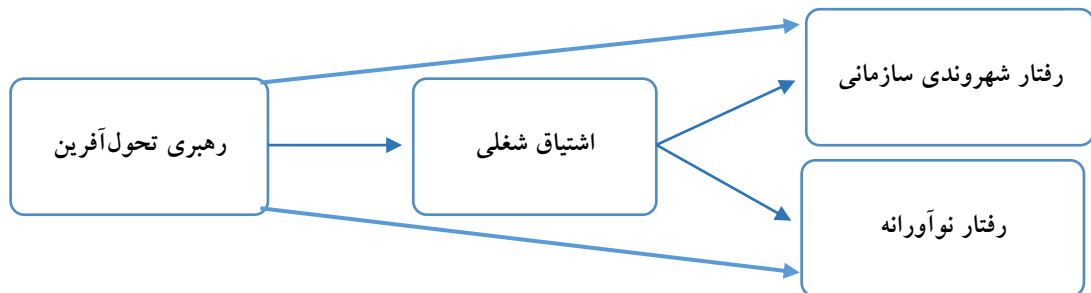 رفتار شهروندی سازمانی
رهبری تحول‌آفرین
اشتیاق شغلی
رفتار نوآورانه